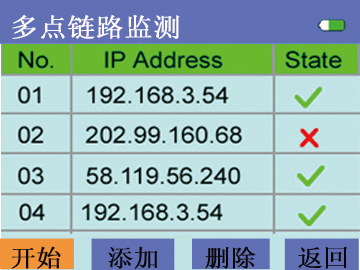 多点链路监测
No. IP Address State
01 192.168.3.54
02 202.99.160.68
03 58.119.56.240
04 192.168.3.54
开始 添加 删除 返回